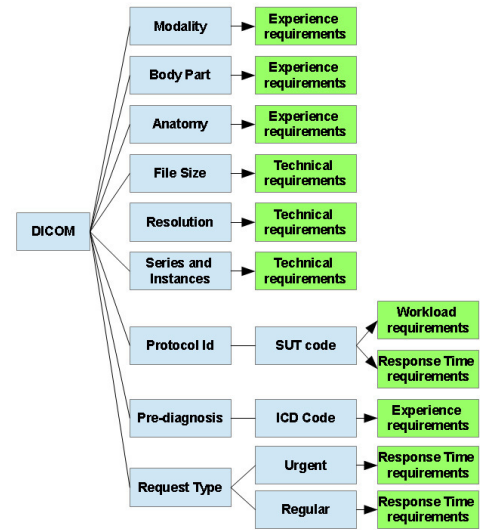 Modality
Experience
requirements
Body Part
Experience
requirements
Anatomy
Experience
requirements
File Size
Technical
requirements
DICOM
Resolution
Technical
requirements
Series and
Instances
Technical
requirements
Protocol Id
SUT code
Workload
requirements
Response Time
requirements
Pre-diagnosis
ICD Code
Experience
requirements
Request Type
Urgent
Response Time
requirements
Regular
Response Time
requirements